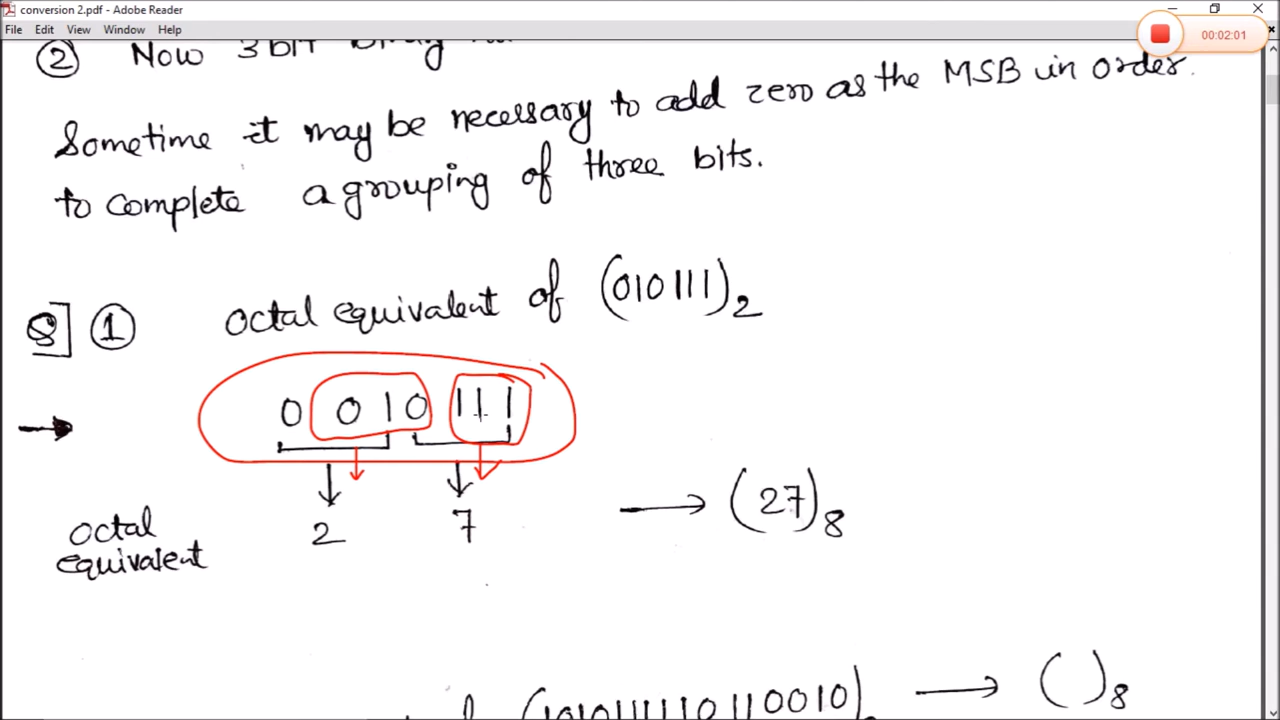 conversion 2.pdf - Adobe Reader
File Edit View Window Help
00:02:01
② Now 3 bit binary
Sometime it may be necessary to add zero as the MSB in order
to complete a grouping of three bits.
8] ① octal equivalent of (010111)2
0 0 1 0 1 1 1
2 7 → (27)8
octal
equivalent
→ ( )8